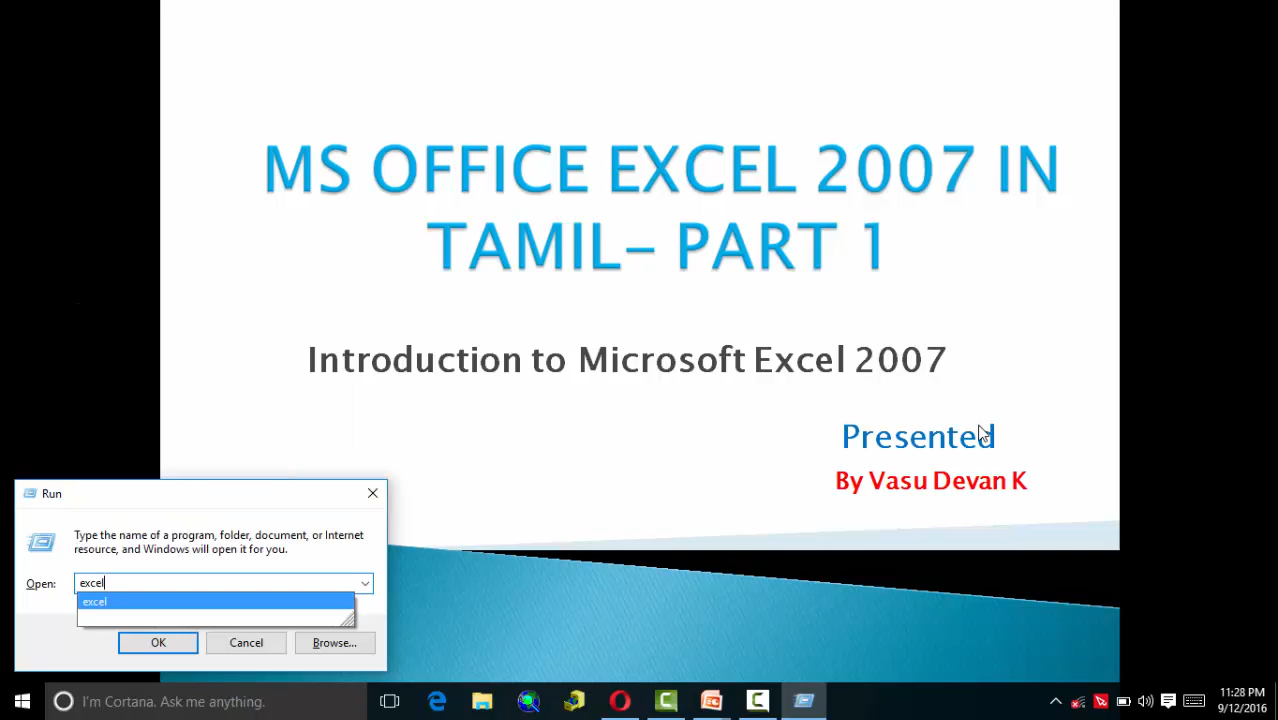 MS OFFICE EXCEL 2007 IN
TAMIL– PART 1
Introduction to Microsoft Excel 2007
Presented
By Vasu Devan K
Run
Type the name of a program, folder, document, or Internet
resource, and Windows will open it for you.
Open:
excel
excel
OK
Cancel
Browse...
I'm Cortana. Ask me anything.
11:28 PM
9/12/2016